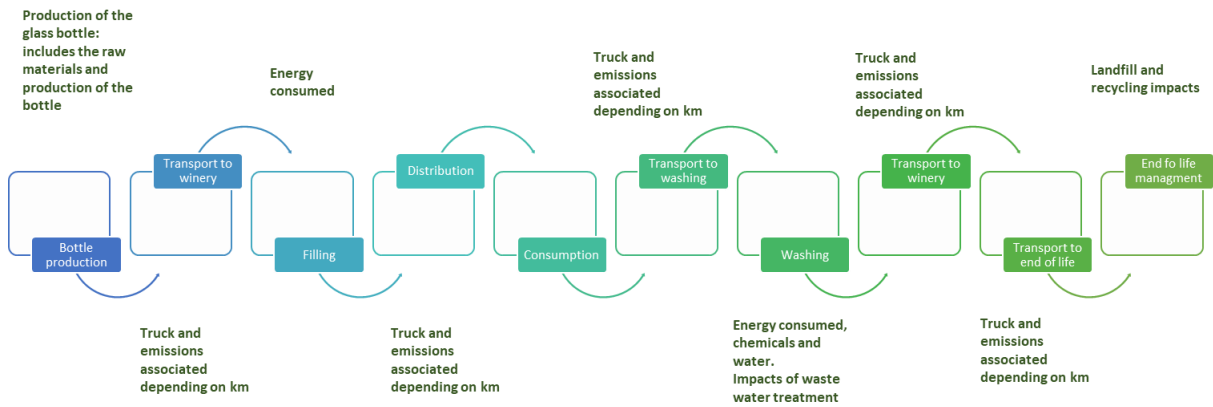 Production of the
glass bottle:
includes the raw
materials and
production of the
bottle
Energy
consumed
Truck and
emissions
associated
depending on km
Truck and
emissions
associated
depending on km
Landfill and
recycling impacts
Transport to
winery
Distribution
Transport to
washing
Transport to
winery
End fo life
managment
Bottle
production
Filling
Consumption
Washing
Transport to
end of life
Truck and
emissions
associated
depending on km
Truck and
emissions
associated
depending on km
Energy consumed,
chemicals and
water.
Impacts of waste
water treatment
Truck and
emissions
associated
depending on km